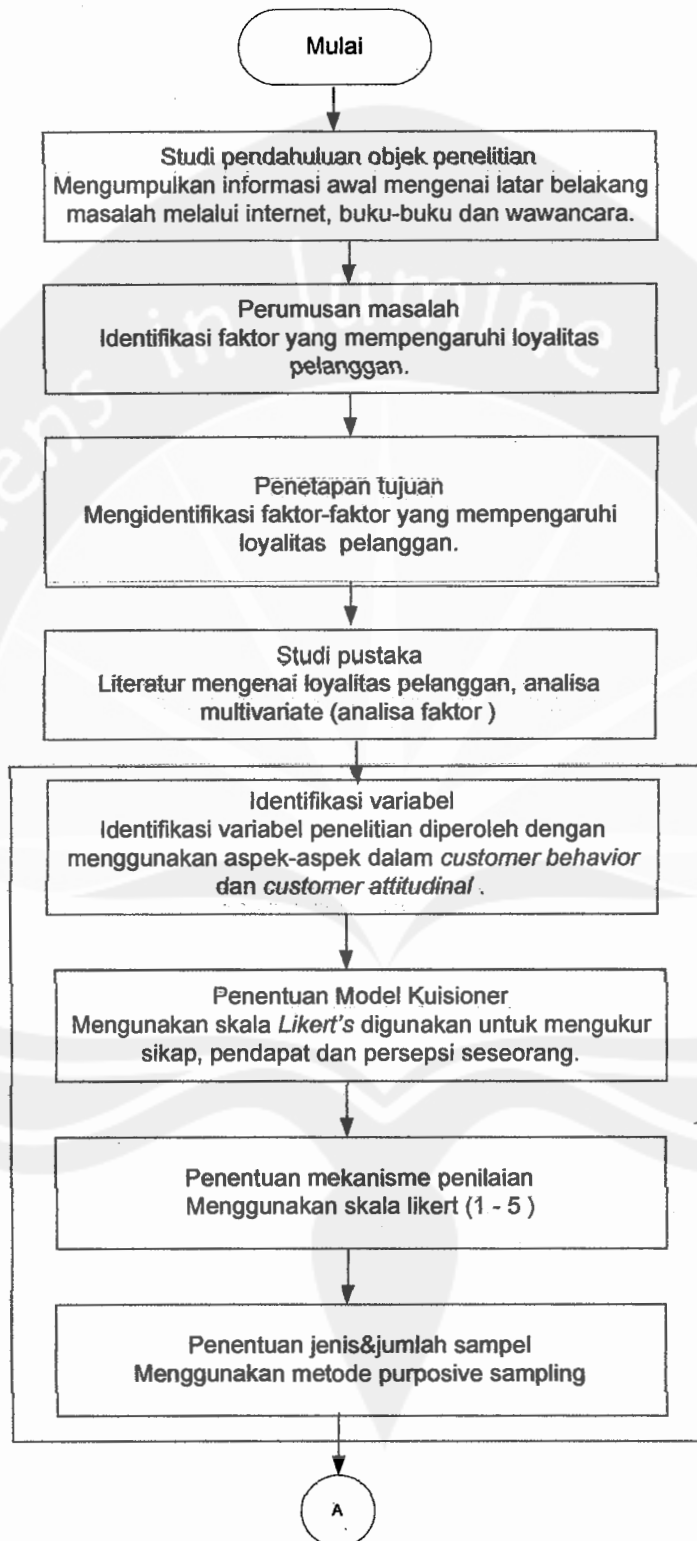 Mulai
Studi pendahuluan objek penelitian
Mengumpulkan informasi awal mengenai latar belakang
masalah melalui internet, buku-buku dan wawancara.
Perumusan masalah
Identifikasi faktor yang mempengaruhi loyalitas
pelanggan.
Penetapan tujuan
Mengidentifikasi faktor-faktor yang mempengaruhi
loyalitas pelanggan.
Studi pustaka
Literatur mengenai loyalitas pelanggan, analisa
multivariate (analisa faktor )
Identifikasi variabel
Identifikasi variabel penelitian diperoleh dengan
menggunakan aspek-aspek dalam customer behavior
dan customer attitudinal .
Penentuan Model Kuisioner
Mengunakan skala Likert's digunakan untuk mengukur
sikap, pendapat dan persepsi seseorang.
Penentuan mekanisme penilaian
Menggunakan skala likert (1 - 5 )
Penentuan jenis&jumlah sampel
Menggunakan metode purposive sampling
A
ens in lumine ve